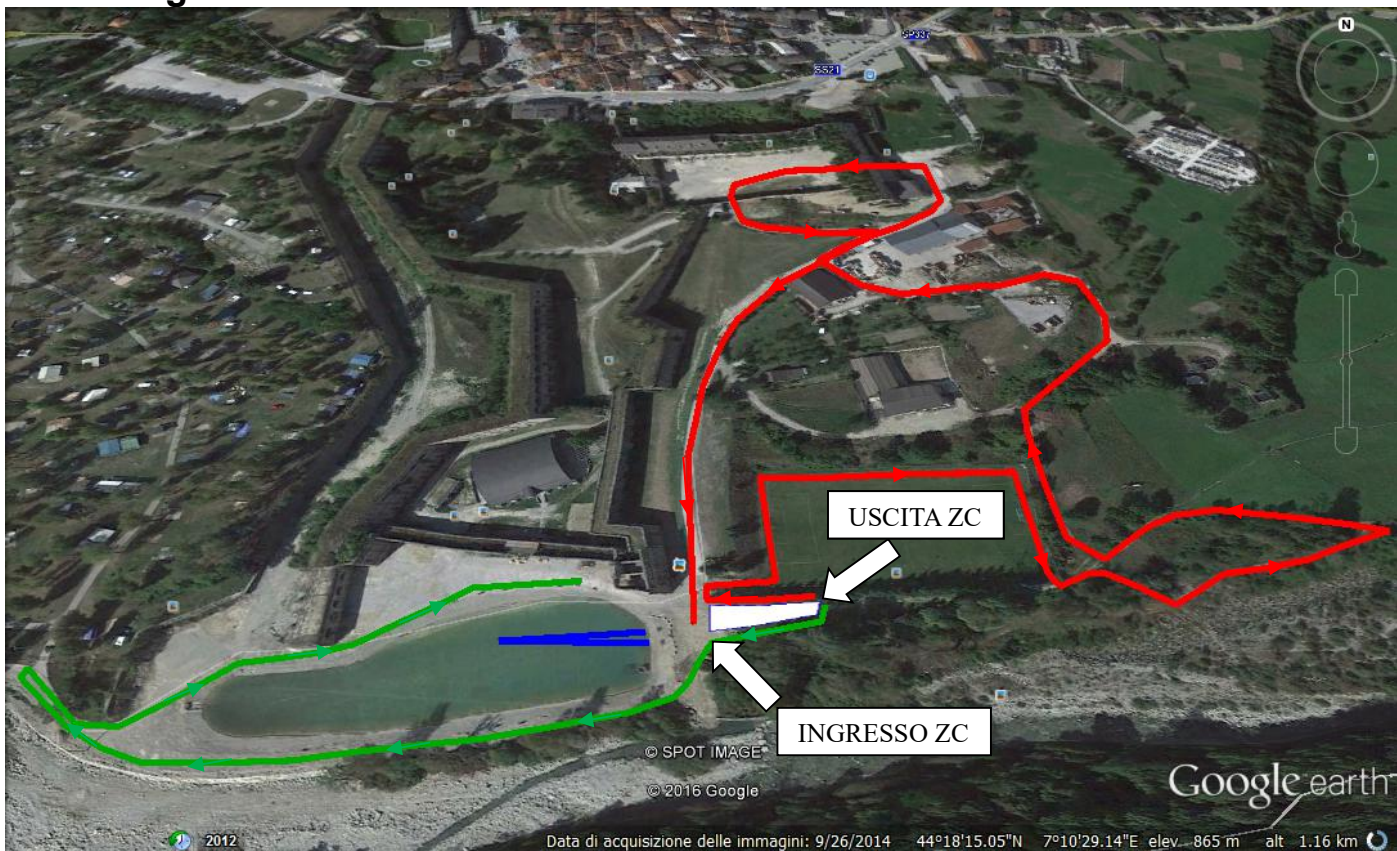 N
SP337
SS21
USCITA ZC
INGRESSO ZC
© SPOT IMAGE
© 2016 Google
Google earth
2012
Data di acquisizione delle immagini: 9/26/2014 44°18'15.05"N 7°10'29.14"E elev 865 m alt 1.16 km